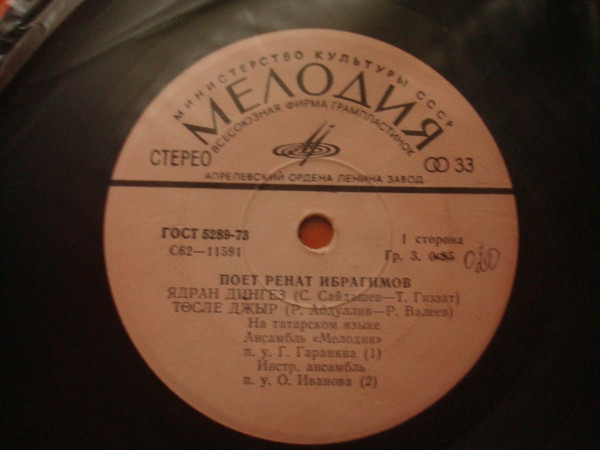 МИНИСТЕРСТВО КУЛЬТУРЫ СССР
МЕЛОДИЯ
ВСЕСОЮЗНАЯ ФИРМА ГРАМПЛАСТИНОК
СТЕРЕО
33
АПРЕЛЕВСКИЙ ОРДЕНА ЛЕНИНА ЗАВОД
ГОСТ 5289-73
С62—11591
1 сторона
Гр. 3. 0-85
ПОЕТ РЕНАТ ИБРАГИМОВ
ЯДРАН ДИНГЕЗ (С. Сайдашев—Т. Гиззат)
ТӨСЛЕ ДЖЫР (Р. Абдуллин—Р. Валеев)
На татарском языке
Ансамбль «Мелодия»
п. у. Г. Гараняна (1)
Инстр. ансамбль
п. у. О. Иванова (2)